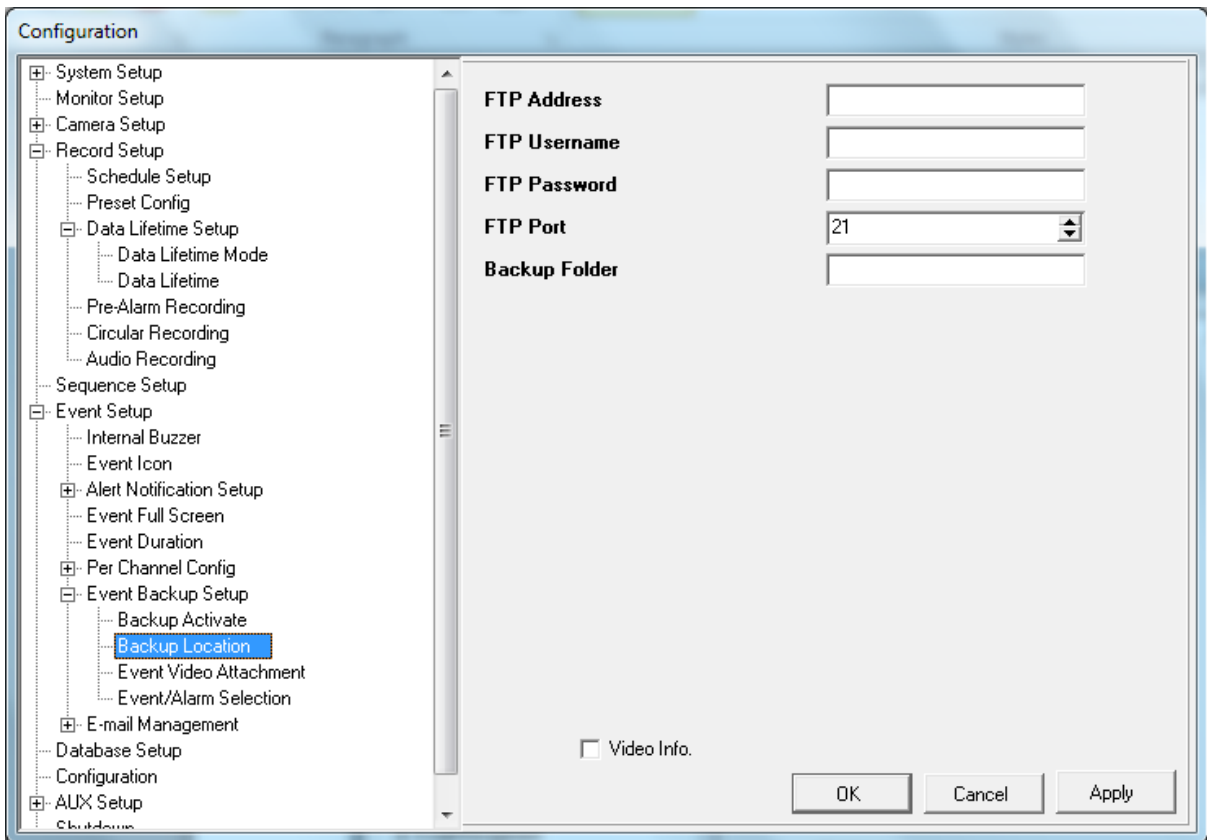 Configuration
System Setup
Monitor Setup
Camera Setup
Record Setup
Schedule Setup
Preset Config
Data Lifetime Setup
Data Lifetime Mode
Data Lifetime
Pre-Alarm Recording
Circular Recording
Audio Recording
Sequence Setup
Event Setup
Internal Buzzer
Event Icon
Alert Notification Setup
Event Full Screen
Event Duration
Per Channel Config
Event Backup Setup
Backup Activate
Backup Location
Event Video Attachment
Event/Alarm Selection
E-mail Management
Database Setup
Configuration
AUX Setup
Shutdown
FTP Address
FTP Username
FTP Password
FTP Port 21
Backup Folder
Video Info.
OK Cancel Apply